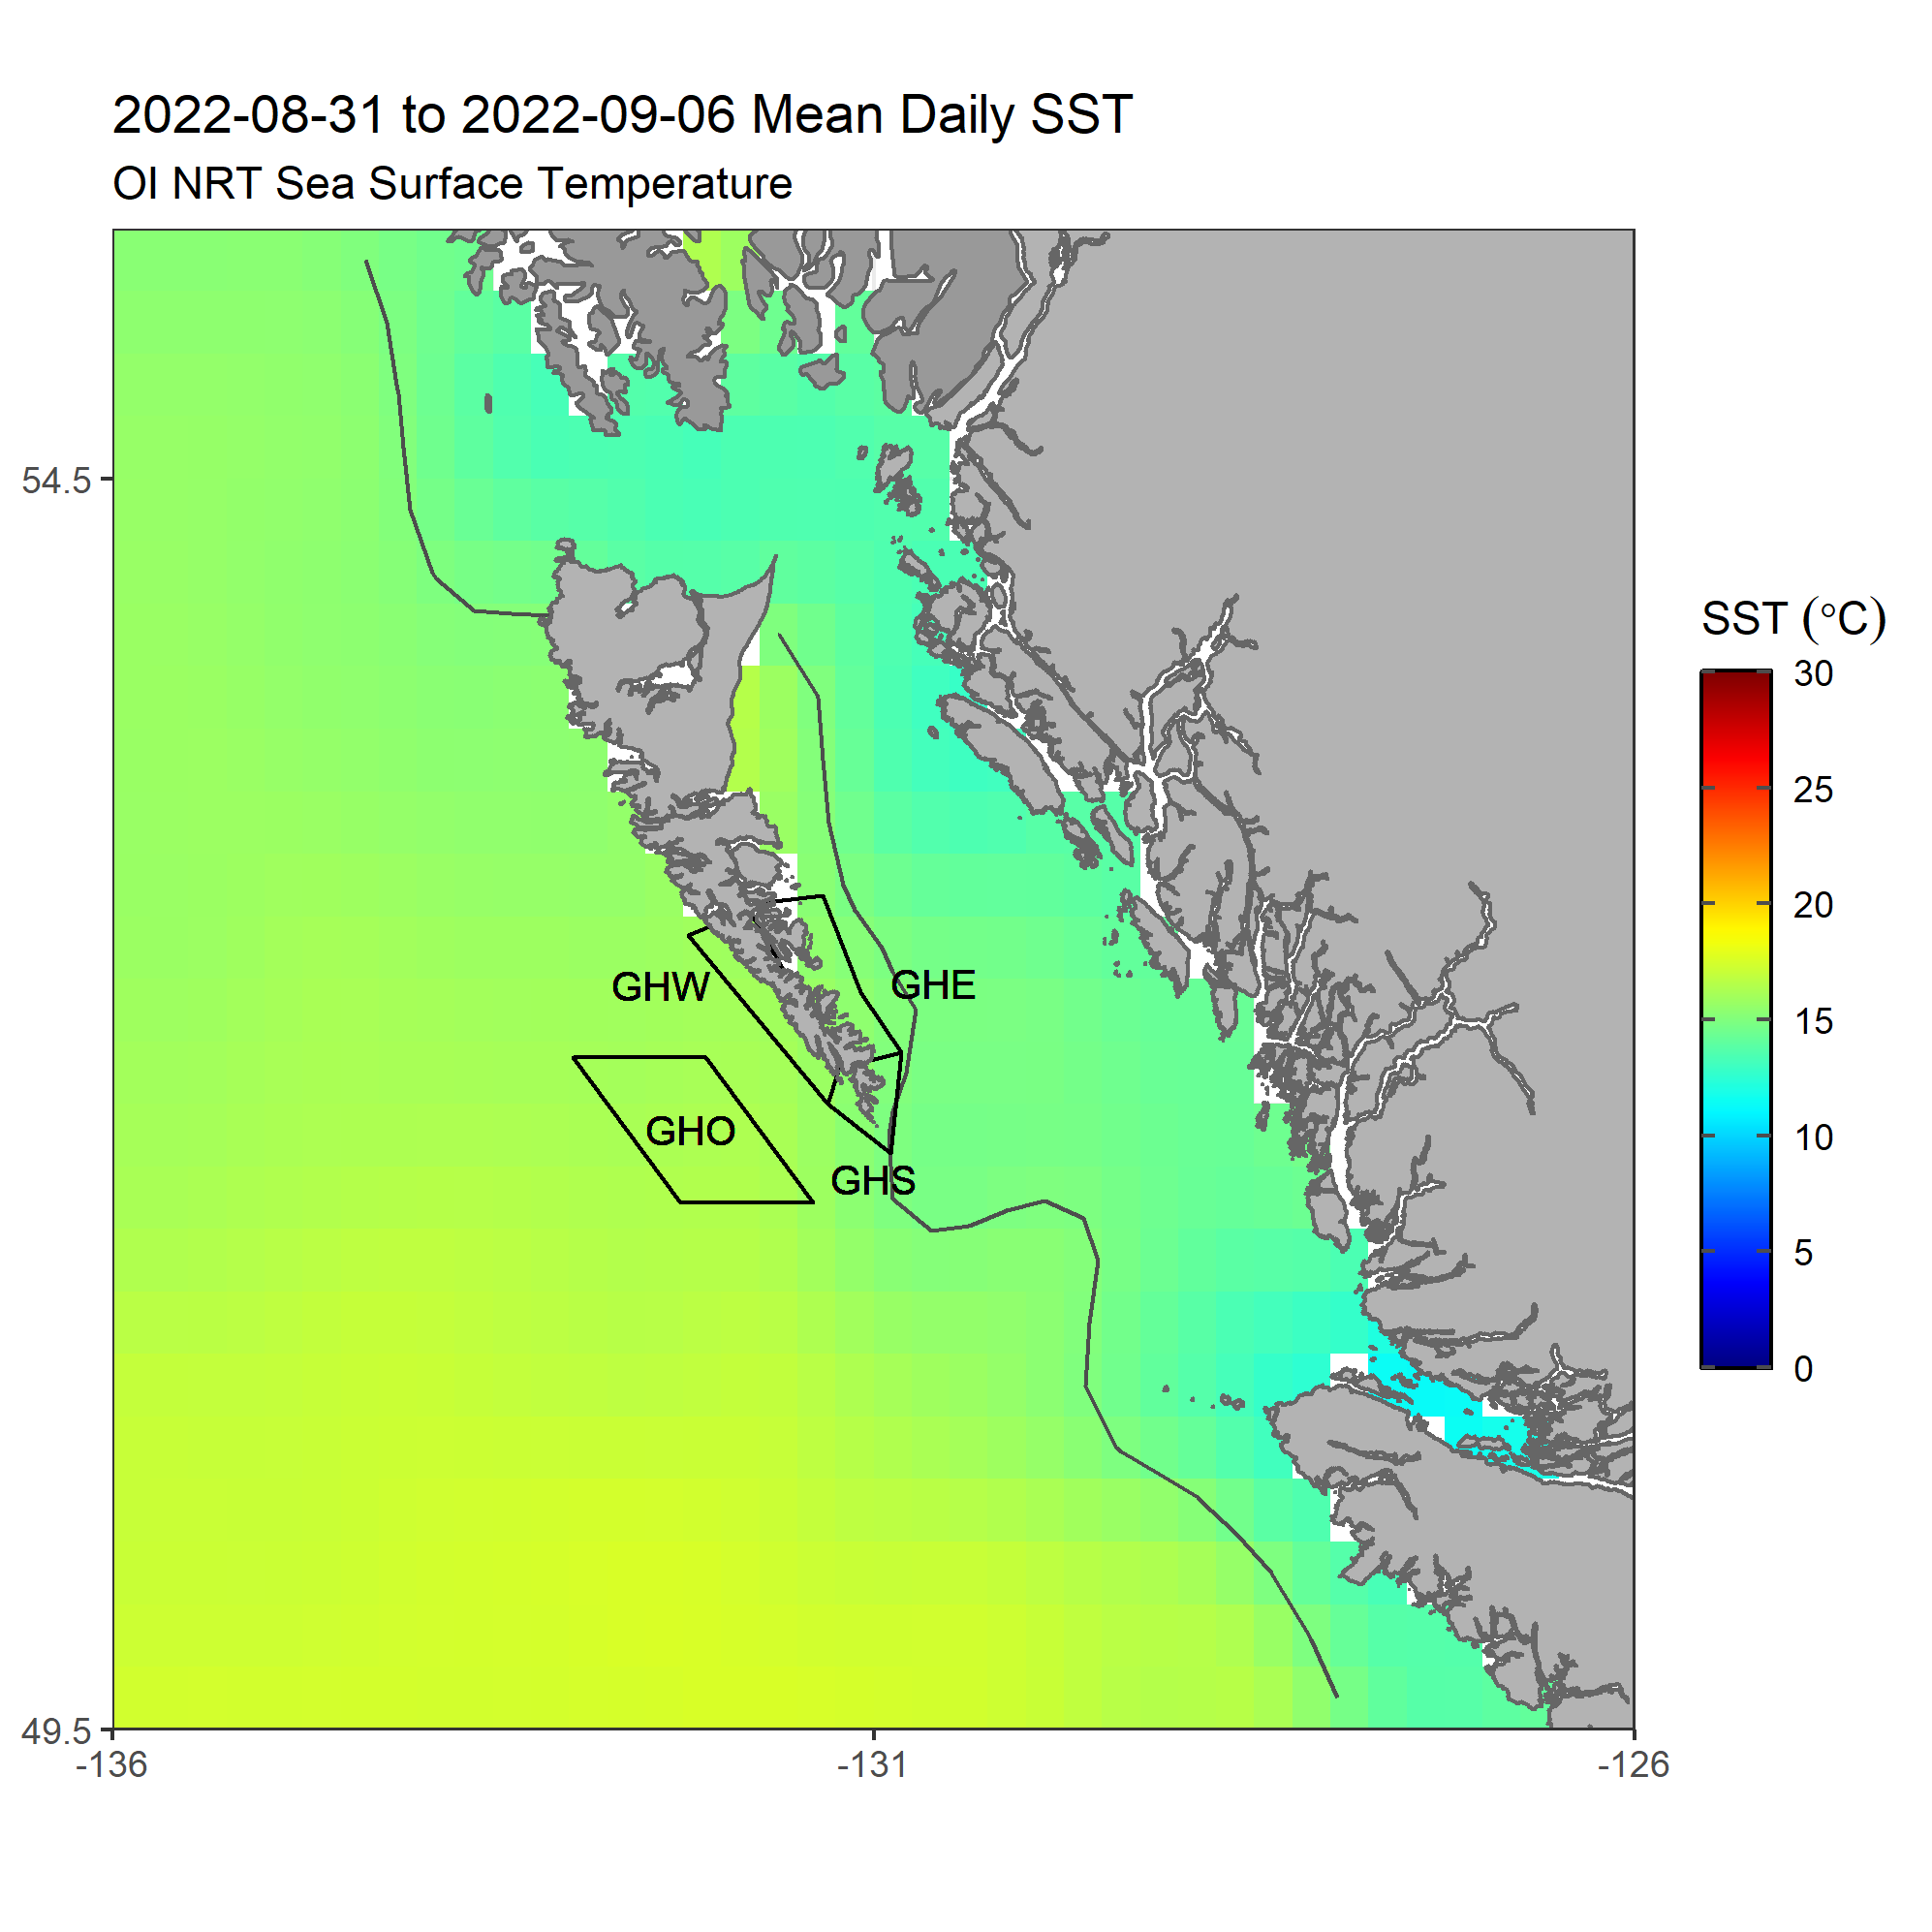 2022-08-31 to 2022-09-06 Mean Daily SST
OI NRT Sea Surface Temperature
54.5
49.5
-136
-131
-126
GHW
GHE
GHO
GHS
SST (°C)
30
25
20
15
10
5
0